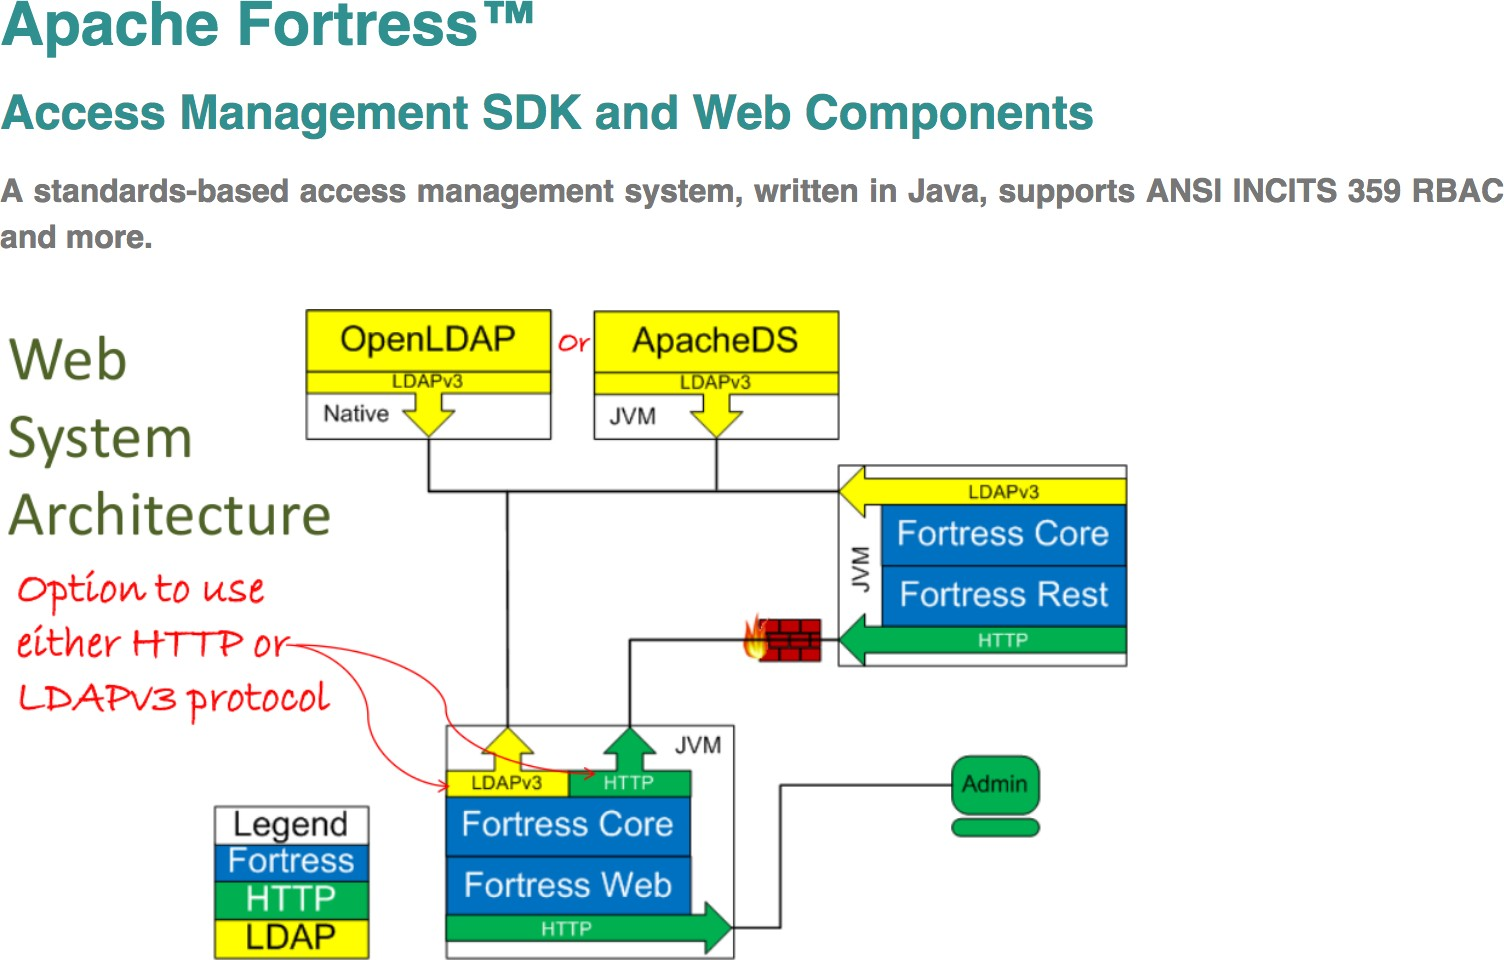 Apache Fortress™
Access Management SDK and Web Components
A standards-based access management system, written in Java, supports ANSI INCITS 359 RBAC
and more.
Web
System
Architecture
Option to use
either HTTP or
LDAPV3 protocol
OpenLDAP
LDAPv3
Native
Or
ApacheDS
LDAPv3
JVM
LDAPv3
Fortress Core
JVM
Fortress Rest
HTTP
JVM
LDAPv3
HTTP
Fortress Core
Fortress Web
HTTP
Admin
Legend
Fortress
HTTP
LDAP